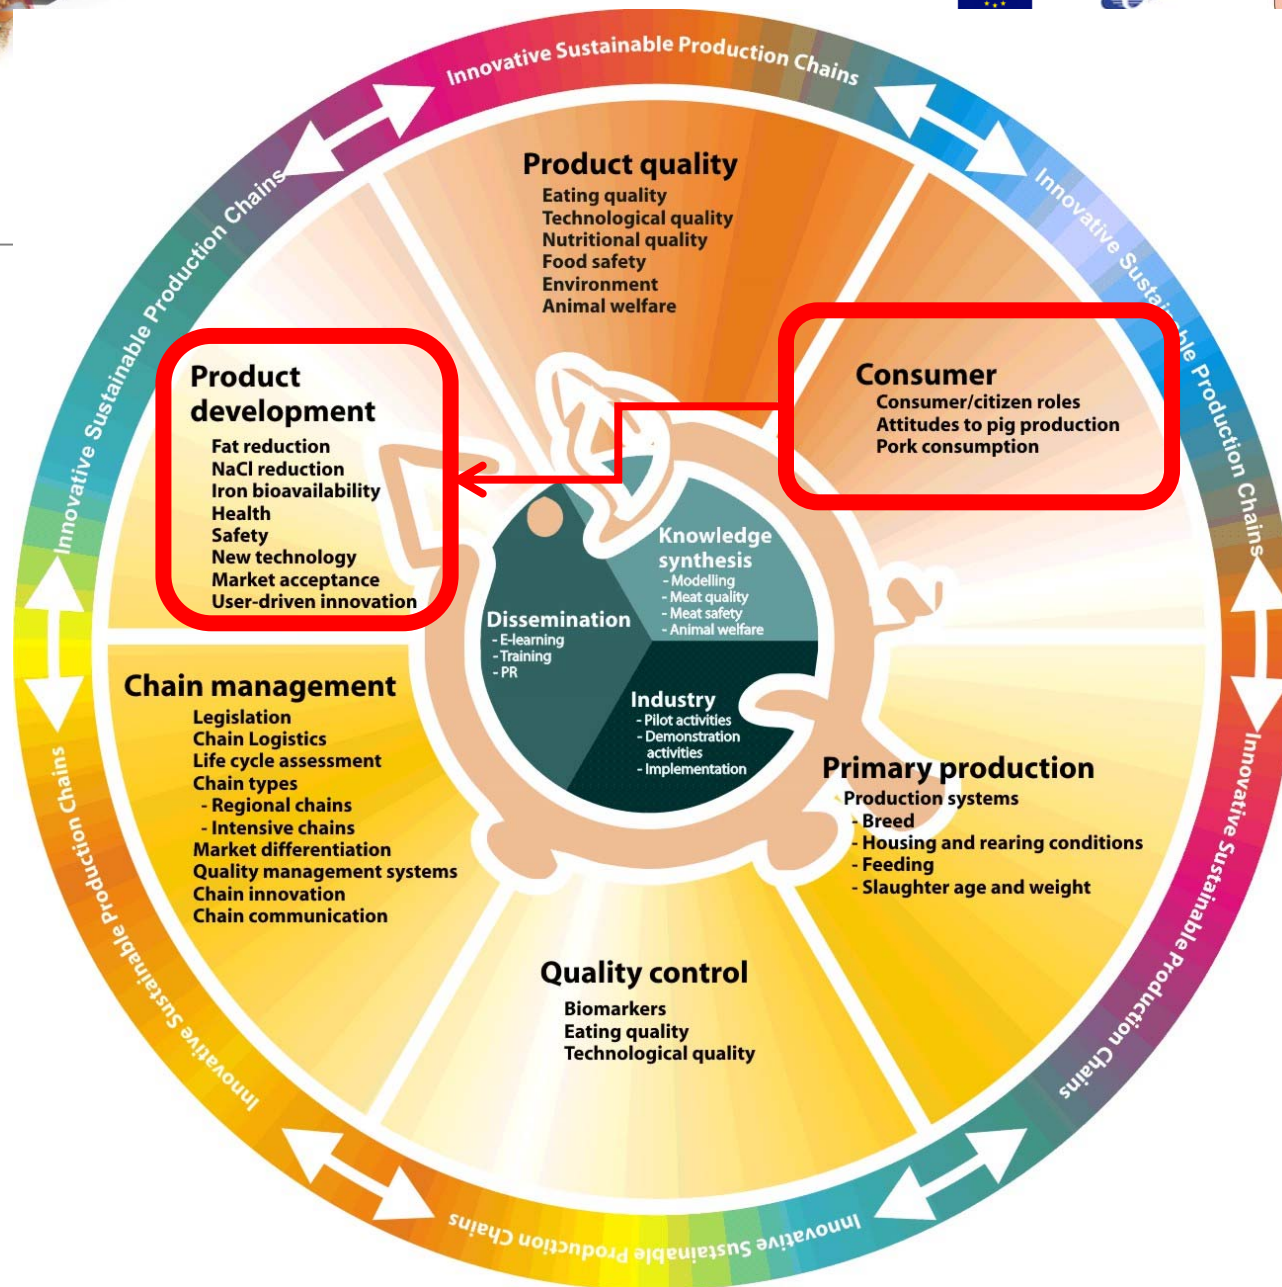 Innovative Sustainable Production Chains
Innovative Sustainable Production Chains
Innovative Sustainable Production Chains
Innovative Sustainable Production Chains
Innovative Sustainable Production Chains
Innovative Sustainable Production Chains
Product quality
Eating quality
Technological quality
Nutritional quality
Food safety
Environment
Animal welfare
Consumer
Consumer/citizen roles
Attitudes to pig production
Pork consumption
Product
development
Fat reduction
NaCl reduction
Iron bioavailability
Health
Safety
New technology
Market acceptance
User-driven innovation
Knowledge
synthesis
- Modelling
- Meat quality
- Meat safety
- Animal welfare
Dissemination
- E-learning
- Training
- PR
Industry
- Pilot activities
- Demonstration
activities
- Implementation
Chain management
Legislation
Chain Logistics
Life cycle assessment
Chain types
- Regional chains
- Intensive chains
Market differentiation
Quality management systems
Chain innovation
Chain communication
Primary production
Production systems
- Breed
- Housing and rearing conditions
- Feeding
- Slaughter age and weight
Quality control
Biomarkers
Eating quality
Technological quality